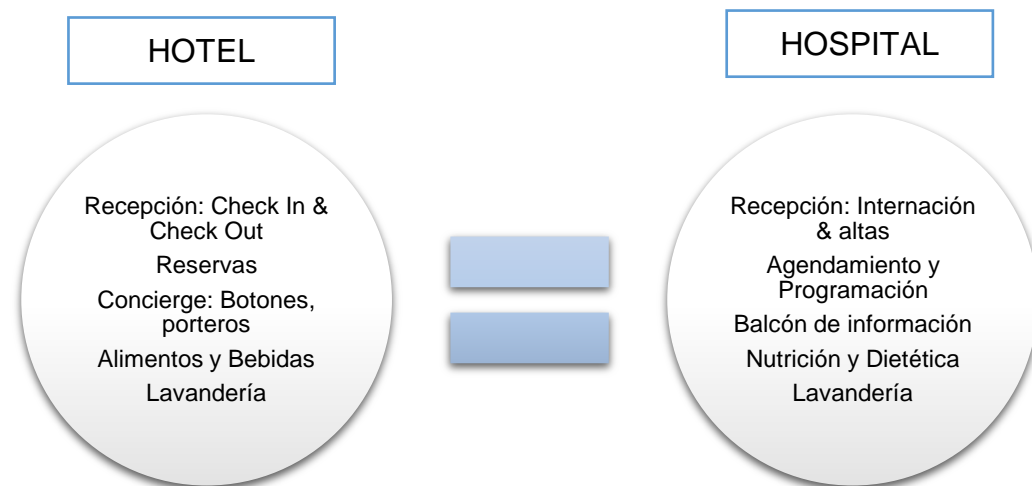 HOTEL
Recepción: Check In &
Check Out
Reservas
Concierge: Botones,
porteros
Alimentos y Bebidas
Lavandería
HOSPITAL
Recepción: Internación
& altas
Agendamiento y
Programación
Balcón de información
Nutrición y Dietética
Lavandería